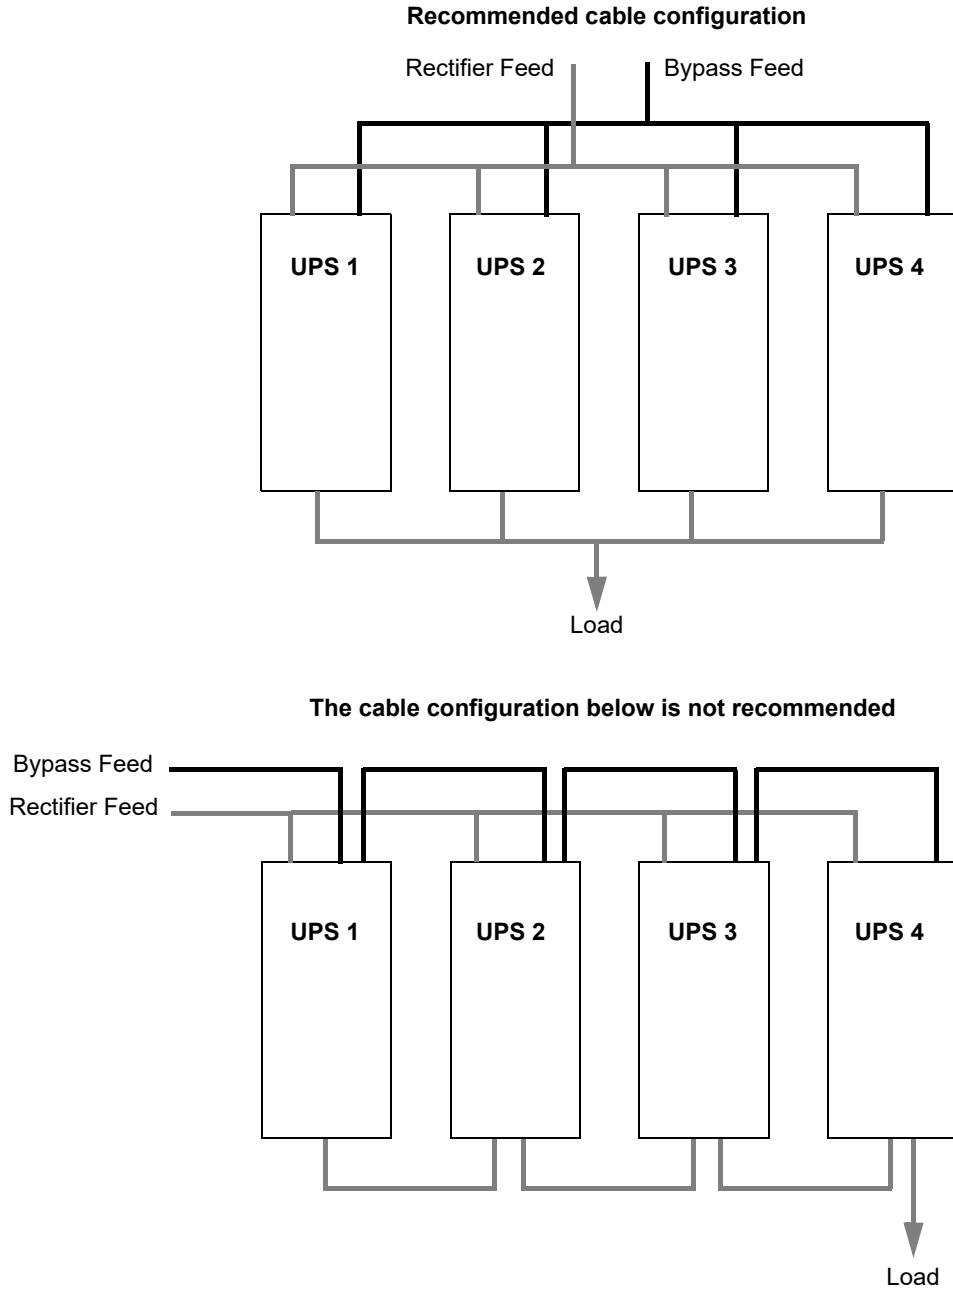 Recommended cable configuration
Rectifier Feed
Bypass Feed
UPS 1
UPS 2
UPS 3
UPS 4
Load
The cable configuration below is not recommended
Bypass Feed
Rectifier Feed
UPS 1
UPS 2
UPS 3
UPS 4
Load